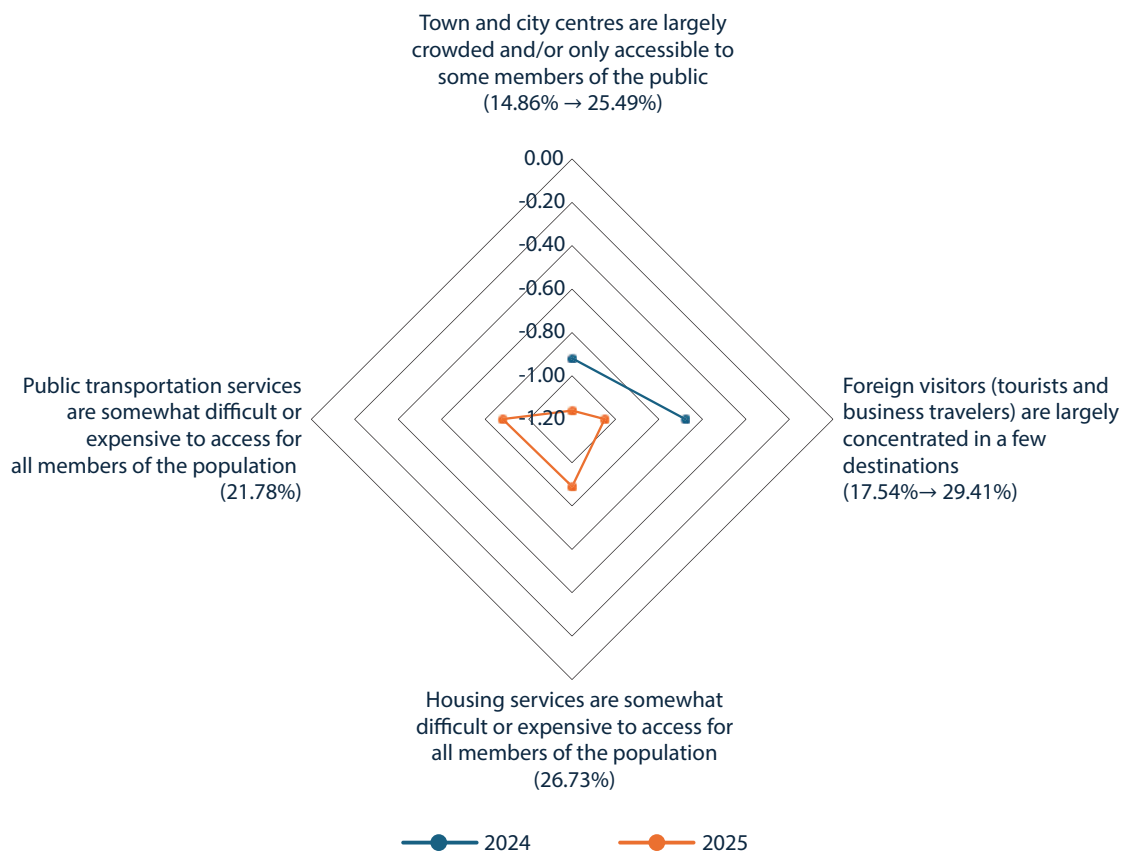 Town and city centres are largely
crowded and/or only accessible to
some members of the public
(14.86% → 25.49%)
0.00
-0.20
-0.40
-0.60
-0.80
-1.00
-1.20
Public transportation services
are somewhat difficult or
expensive to access for
all members of the population
(21.78%)
Foreign visitors (tourists and
business travelers) are largely
concentrated in a few
destinations
(17.54%→ 29.41%)
Housing services are somewhat
difficult or expensive to access for
all members of the population
(26.73%)
2024
2025